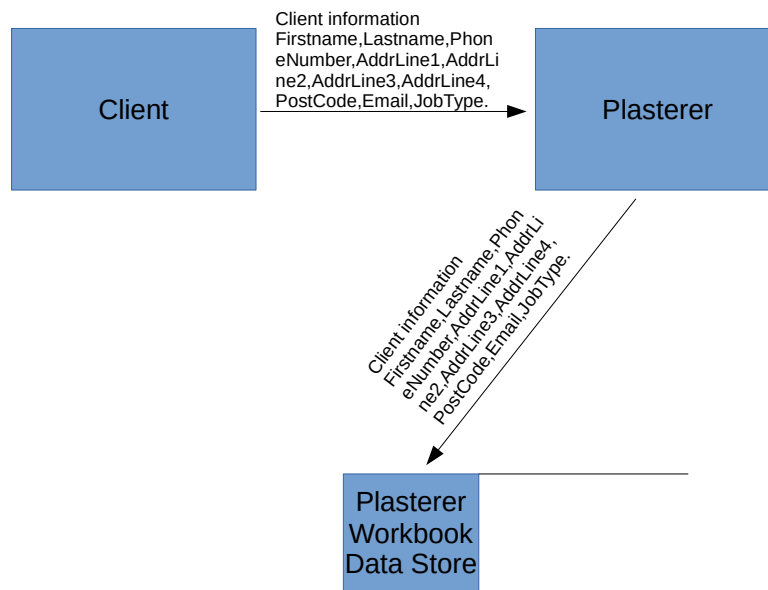 Client information
Firstname,Lastname,Phon
eNumber,AddrLine1,AddrLi
ne2,AddrLine3,AddrLine4,
PostCode,Email,JobType.
Client
Plasterer
Client information
Firstname,Lastname,Phon
eNumber,AddrLine1,AddrLi
ne2,AddrLine3,AddrLine4,
PostCode,Email,JobType.
Plasterer
Workbook
Data Store